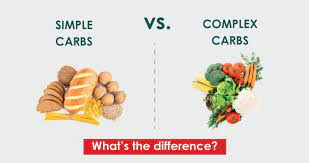 SIMPLE
CARBS
VS.
COMPLEX
CARBS
What's the difference?